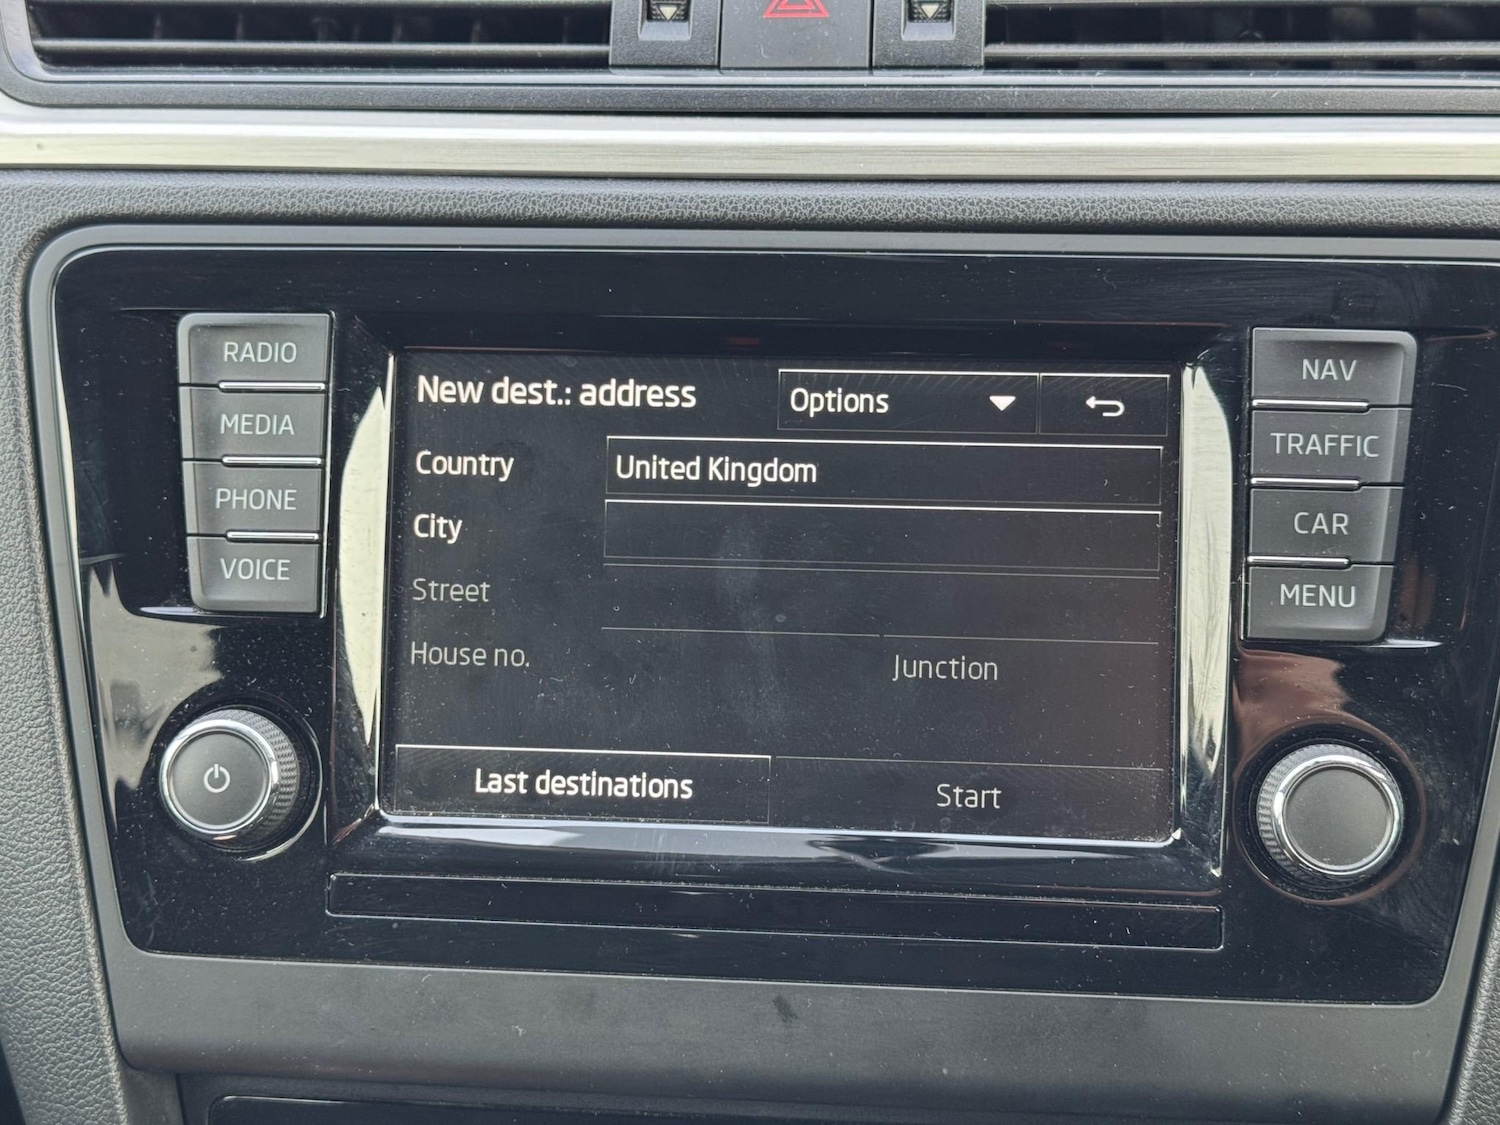 RADIO
MEDIA
PHONE
VOICE
New dest.: address
Options
Country
United Kingdom
City
Street
House no.
Junction
Last destinations
Start
NAV
TRAFFIC
CAR
MENU